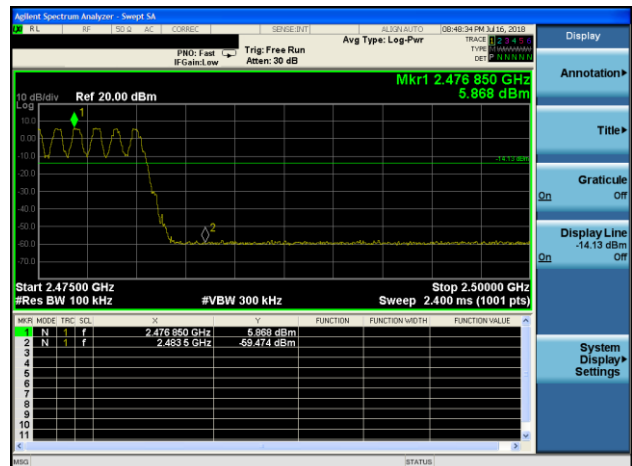 Agilent Spectrum Analyzer - Swept SA
RL RF 50 Ω AC CORREC SENSE:INT ALIGN AUTO 08:48:34 PM Jul 16, 2018
Display
Avg Type: Log-Pwr TRACE 1 2 3 4 5 6
PNO: Fast Trig: Free Run TYPE M
IFGain:Low Atten: 30 dB DET P N N N N N
Annotation
Mkr1 2.476 850 GHz
5.868 dBm
10 dB/div Ref 20.00 dBm
Log
1
10.0
Title
0.00
-10.0
-14.13 dBm
-20.0
Graticule
On Off
-30.0
-40.0
-50.0
2
Display Line
-14.13 dBm
On Off
-60.0
-70.0
Start 2.47500 GHz Stop 2.50000 GHz
#Res BW 100 kHz #VBW 300 kHz Sweep 2.400 ms (1001 pts)
MKR MODE TRC SCL X Y FUNCTION FUNCTION WIDTH FUNCTION VALUE
1 N 1 f 2.476 850 GHz 5.868 dBm
2 N 1 f 2.483 5 GHz -59.474 dBm
3
4
5
6
7
8
9
10
11
System
Display
Settings
MSG STATUS